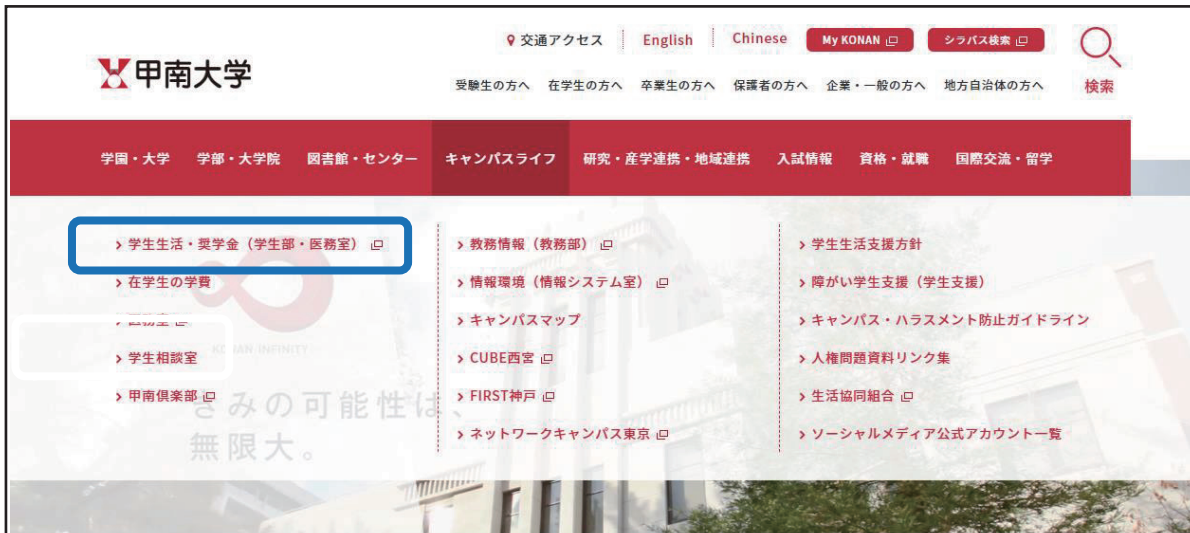 交通アクセス English Chinese My KONAN シラバス検索
甲南大学
受験生の方へ 在学生の方へ 卒業生の方へ 保護者の方へ 企業・一般の方へ 地方自治体の方へ 検索
学園・大学 学部・大学院 図書館・センター キャンパスライフ 研究・産学連携・地域連携 入試情報 資格・就職 国際交流・留学
学生生活・奨学金（学生部・医務室）
在学生の学費
医務室
学生相談室
甲南倶楽部
教務情報（教務部）
情報環境（情報システム室）
キャンパスマップ
CUBE西宮
FIRST神戸
ネットワークキャンパス東京
学生生活支援方針
障がい学生支援（学生支援）
キャンパス・ハラスメント防止ガイドライン
人権問題資料リンク集
生活協同組合
ソーシャルメディア公式アカウント一覧
KONAN INFINITY
きみの可能性は、
無限大。